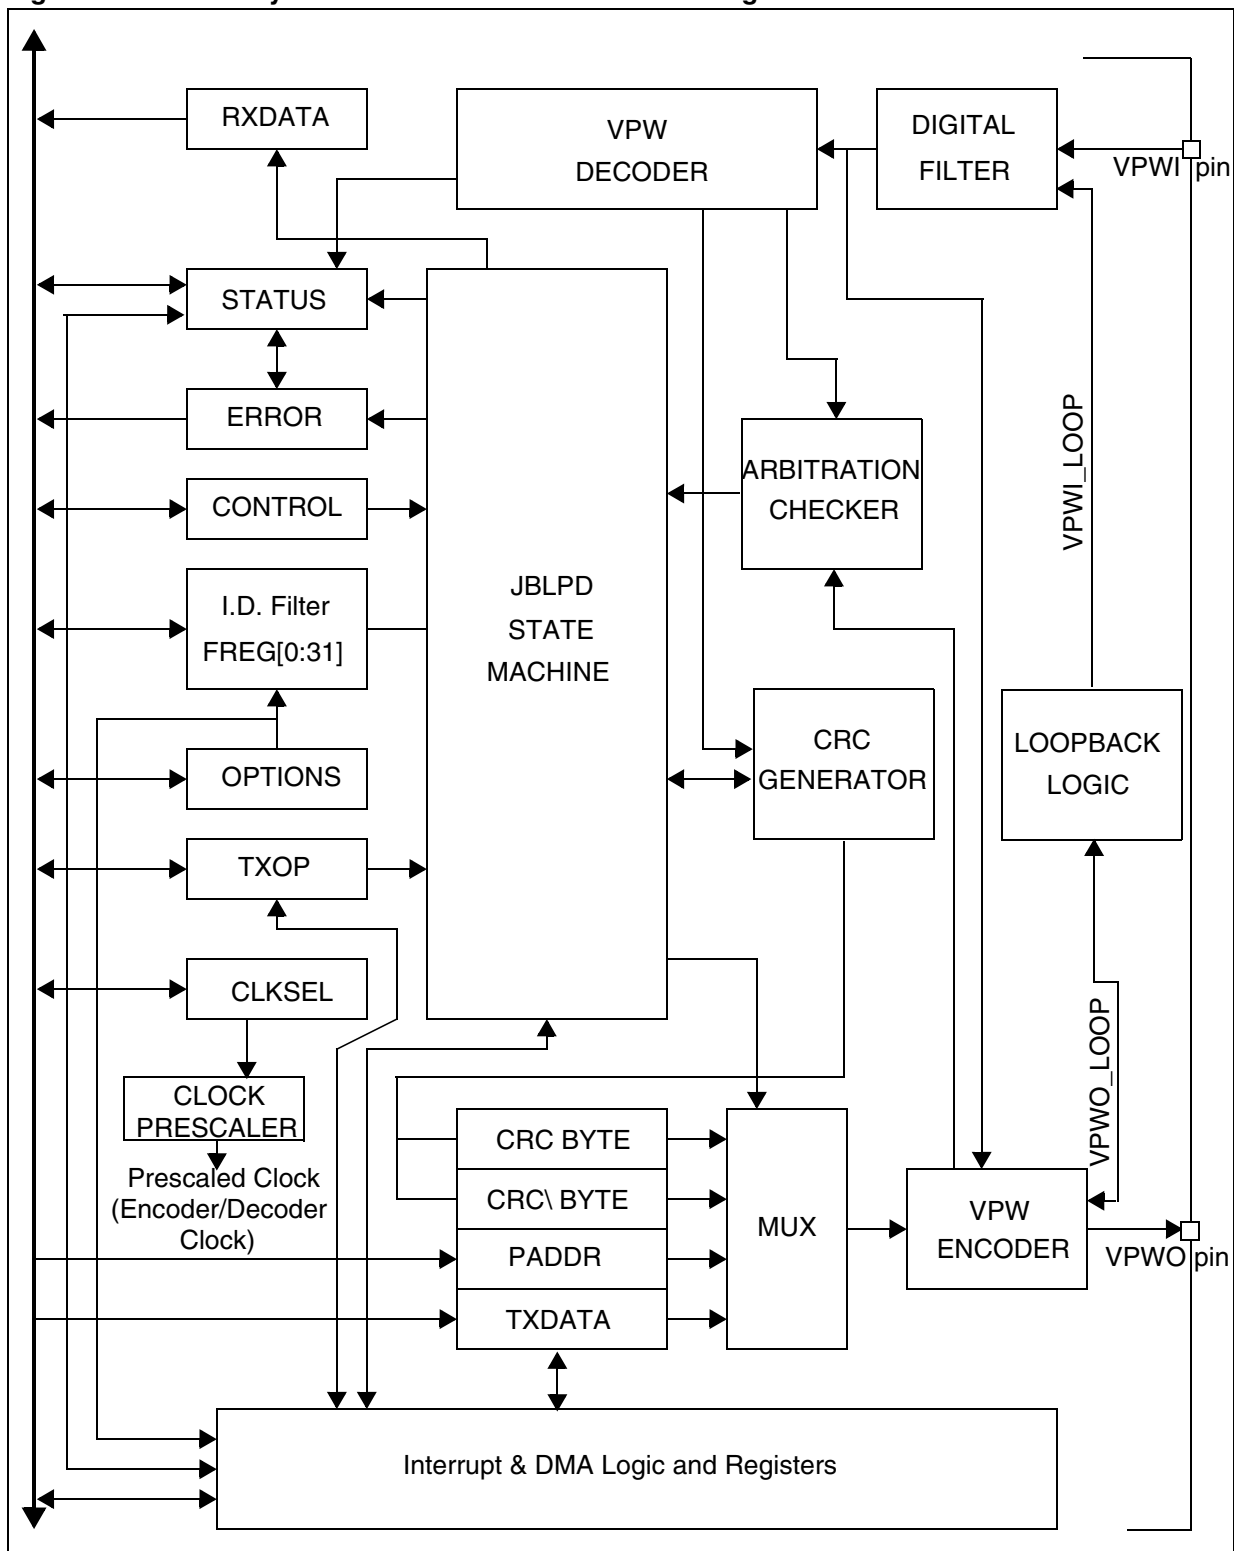 RXDATA
VPW
DECODER
DIGITAL
FILTER
VPWI pin
STATUS
ERROR
CONTROL
I.D. Filter
FREG[0:31]
OPTIONS
TXOP
CLKSEL
CLOCK
PRESCALER
Prescaled Clock
(Encoder/Decoder
Clock)
JBLPD
STATE
MACHINE
ARBITRATION
CHECKER
VPWI_LOOP
CRC
GENERATOR
LOOPBACK
LOGIC
VPWO_LOOP
CRC BYTE
CRC\ BYTE
PADDR
TXDATA
MUX
VPW
ENCODER
VPWO pin
Interrupt & DMA Logic and Registers